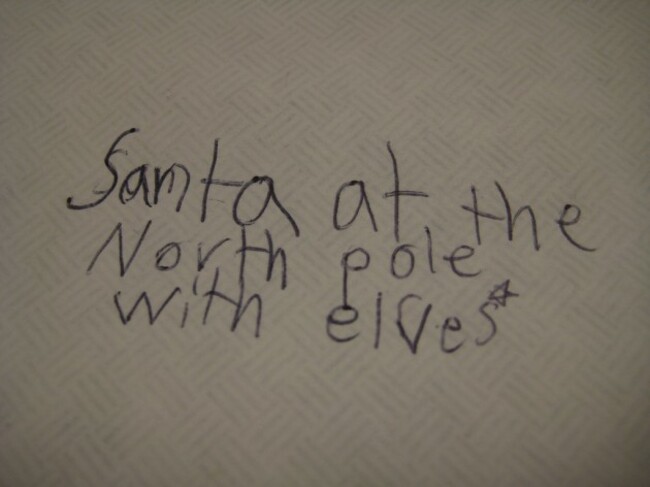 Santa at the
North pole
with elves*